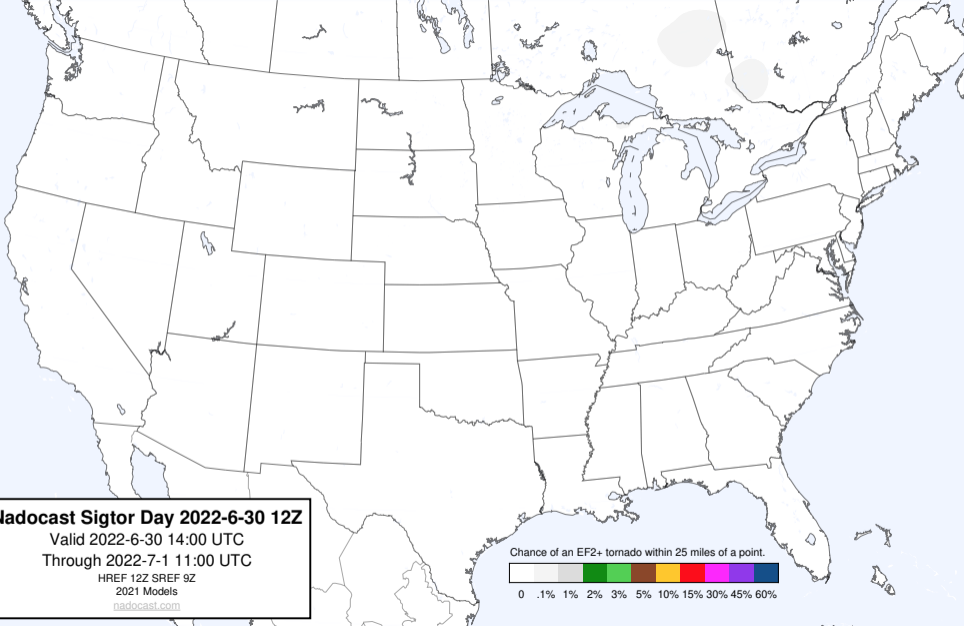 Nadocast Sigtor Day 2022-6-30 12Z
Valid 2022-6-30 14:00 UTC
Through 2022-7-1 11:00 UTC
HREF 12Z SREF 9Z
2021 Models
nadocast.com
Chance of an EF2+ tornado within 25 miles of a point.
0 .1% 1% 2% 3% 5% 10% 15% 30% 45% 60%